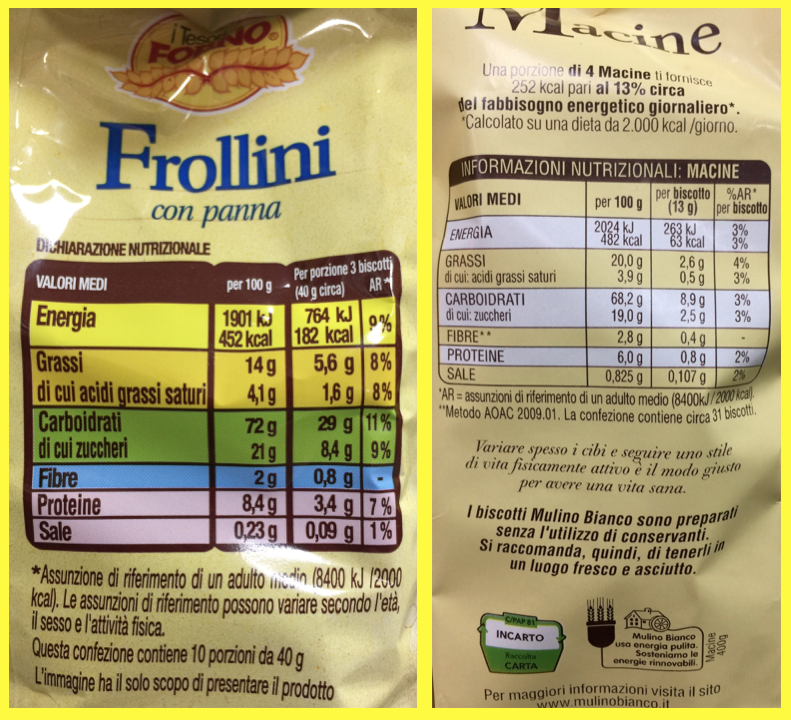 i Tesori
FORNO®
Frollini
con panna
DICHIARAZIONE NUTRIZIONALE
VALORI MEDI per 100 g Per porzione 3 biscotti (40 g circa) AR*
Energia 1901 kJ 764 kJ 9%
452 kcal 182 kcal
Grassi 14 g 5,6 g 8%
di cui acidi grassi saturi 4,1 g 1,6 g 8%
Carboidrati 72 g 29 g 11%
di cui zuccheri 21 g 8,4 g 9%
Fibre 2 g 0,8 g -
Proteine 8,4 g 3,4 g 7%
Sale 0,23 g 0,09 g 1%
*Assunzione di riferimento di un adulto medio (8400 kJ /2000
kcal). Le assunzioni di riferimento possono variare secondo l'età,
il sesso e l'attività fisica.
Questa confezione contiene 10 porzioni da 40 g
L'immagine ha il solo scopo di presentare il prodotto
Macine
Una porzione di 4 Macine ti fornisce
252 kcal pari al 13% circa
del fabbisogno energetico giornaliero*.
*Calcolato su una dieta da 2.000 kcal /giorno.
INFORMAZIONI NUTRIZIONALI: MACINE
VALORI MEDI per 100 g per biscotto (13 g) %AR* per biscotto
ENERGIA 2024 kJ 263 kJ 3%
482 kcal 63 kcal 3%
GRASSI 20,0 g 2,6 g 4%
di cui: acidi grassi saturi 3,9 g 0,5 g 3%
CARBOIDRATI 68,2 g 8,9 g 3%
di cui: zuccheri 19,0 g 2,5 g 3%
FIBRE** 2,8 g 0,4 g -
PROTEINE 6,0 g 0,8 g 2%
SALE 0,825 g 0,107 g 2%
*AR = assunzioni di riferimento di un adulto medio (8400kJ / 2000 kcal).
**Metodo AOAC 2009.01. La confezione contiene circa 31 biscotti.
Variare spesso i cibi e seguire uno stile
di vita fisicamente attivo è il modo giusto
per avere una vita sana.
I biscotti Mulino Bianco sono preparati
senza l'utilizzo di conservanti.
Si raccomanda, quindi, di tenerli in
un luogo fresco e asciutto.
C/PAP 81
INCARTO
Raccolta
CARTA
Mulino Bianco
usa energia pulita.
Sosteniamo le
energie rinnovabili.
Macine
400g
Per maggiori informazioni visita il sito
www.mulinobianco.it